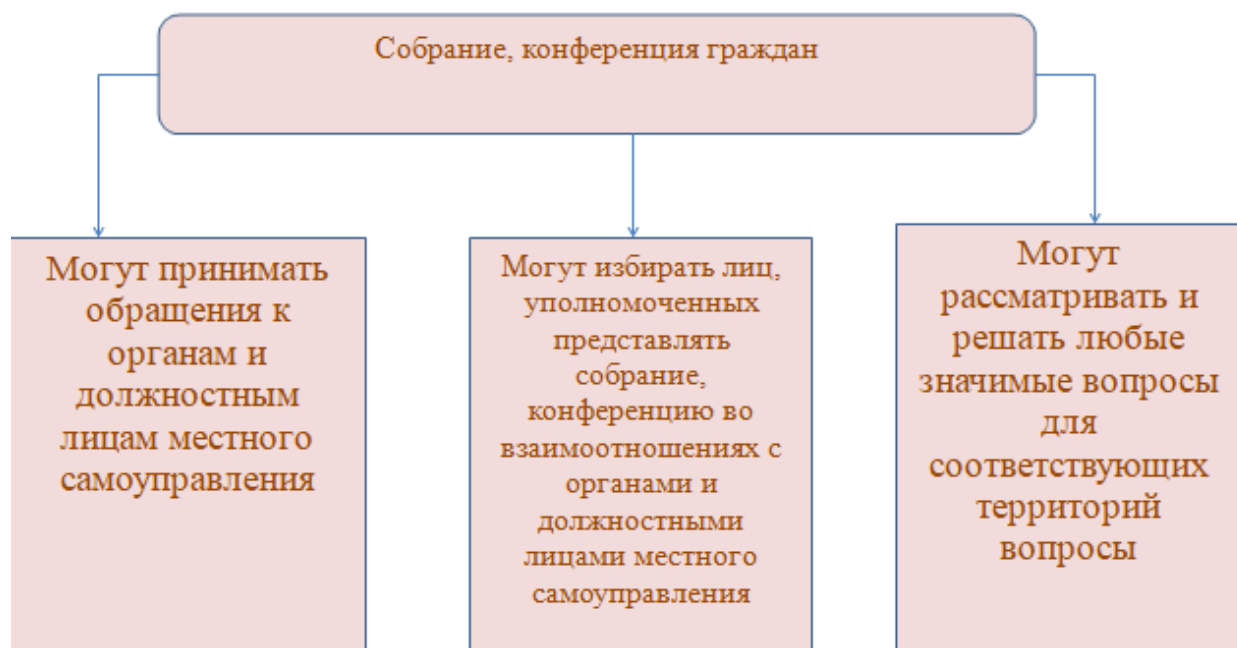 Собрание, конференция граждан
Могут принимать
обращения к
органам и
должностным
лицам местного
самоуправления
Могут избирать лиц,
уполномоченных
представлять
собрание,
конференцию во
взаимоотношениях с
органами и
должностными
лицами местного
самоуправления
Могут
рассматривать и
решать любые
значимые вопросы
для
соответствующих
территорий
вопросы